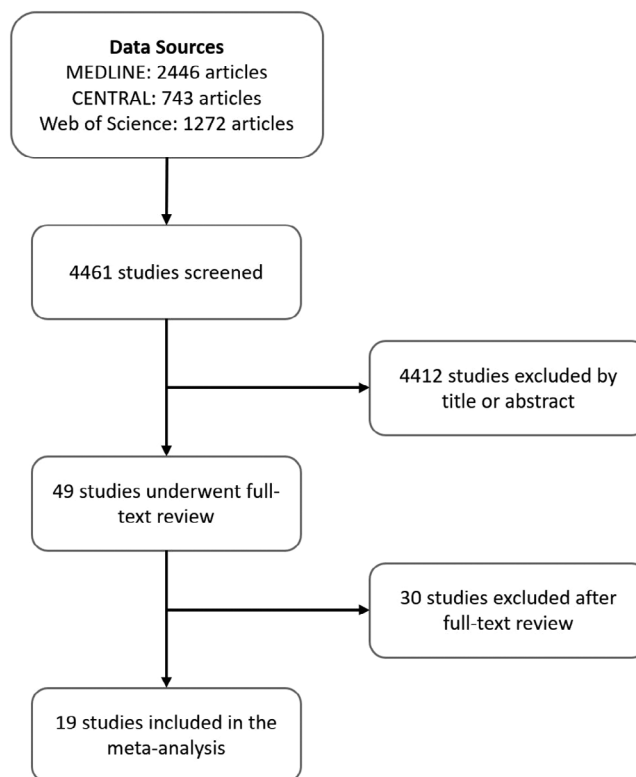 Data Sources
MEDLINE: 2446 articles
CENTRAL: 743 articles
Web of Science: 1272 articles
4461 studies screened
4412 studies excluded by
title or abstract
49 studies underwent full-
text review
30 studies excluded after
full-text review
19 studies included in the
meta-analysis